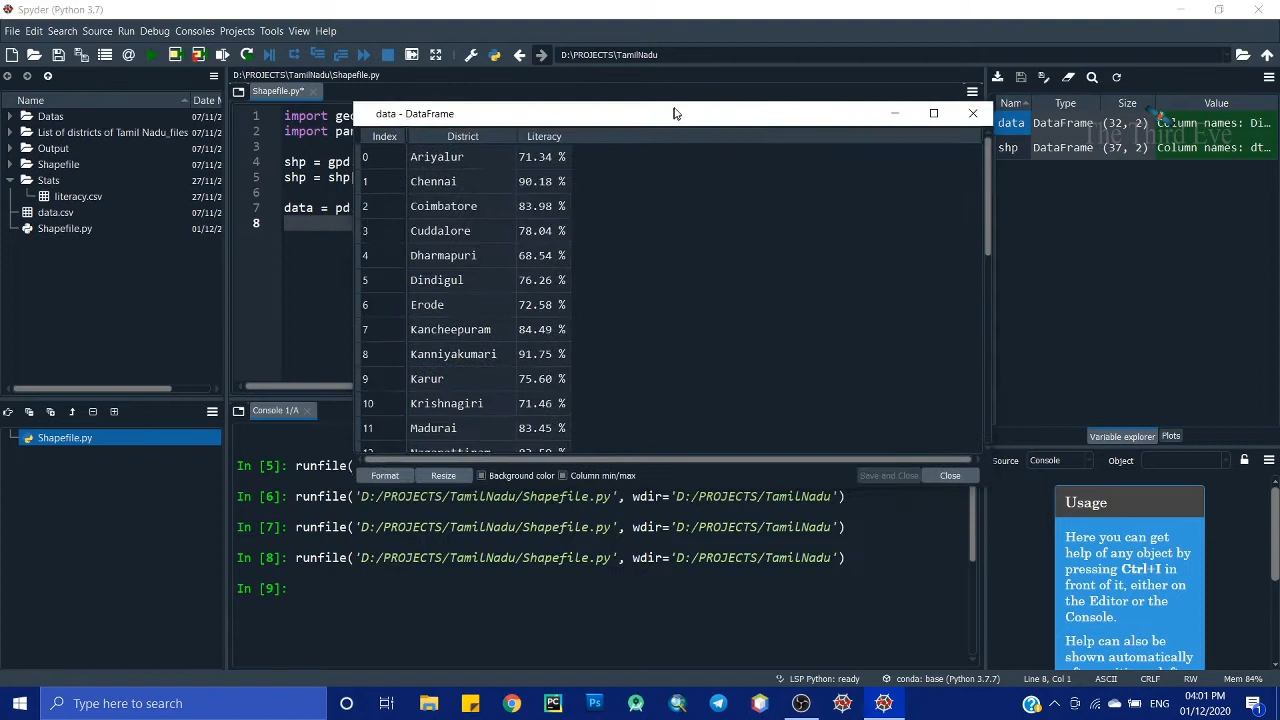 Spyder (Python 3.7)
File Edit Search Source Run Debug Consoles Projects Tools View Help
D:\PROJECTS\TamilNadu
D:\PROJECTS\TamilNadu\Shapefile.py
Name Date M
Datas 07/11/
List of districts of Tamil Nadu_files 27/11/
Output 27/11/
Shapefile 07/11/
Stats 27/11/
literacy.csv 27/11/
data.csv 07/11/
Shapefile.py 01/12/
Shapefile.py
Shapefile.py*
1 import geo
2 import pan
3
4 shp = gpd
5 shp = shp[
6
7 data = pd
8
data - DataFrame
Index District Literacy
0 Ariyalur 71.34 %
1 Chennai 90.18 %
2 Coimbatore 83.98 %
3 Cuddalore 78.04 %
4 Dharmapuri 68.54 %
5 Dindigul 76.26 %
6 Erode 72.58 %
7 Kancheepuram 84.49 %
8 Kanniyakumari 91.75 %
9 Karur 75.60 %
10 Krishnagiri 71.46 %
11 Madurai 83.45 %
Format Resize Background color Column min/max Save and Close Close
Console 1/A
In [5]: runfile(
In [6]: runfile('D:/PROJECTS/TamilNadu/Shapefile.py', wdir='D:/PROJECTS/TamilNadu')
In [7]: runfile('D:/PROJECTS/TamilNadu/Shapefile.py', wdir='D:/PROJECTS/TamilNadu')
In [8]: runfile('D:/PROJECTS/TamilNadu/Shapefile.py', wdir='D:/PROJECTS/TamilNadu')
In [9]:
Nam Type Size Value
data DataFrame (32, 2) Column names: Di…
The Third Eye
shp DataFrame (37, 2) Column names: dt…
Variable explorer Plots
Source Console Object
Usage
Here you can get
help of any object by
pressing Ctrl+I in
front of it, either on
the Editor or the
Console.
Help can also be
shown automatically
LSP Python: ready conda: base (Python 3.7.7) Line 8, Col 1 ASCII CRLF RW Mem 84%
Type here to search
ENG
04:01 PM
01/12/2020
1